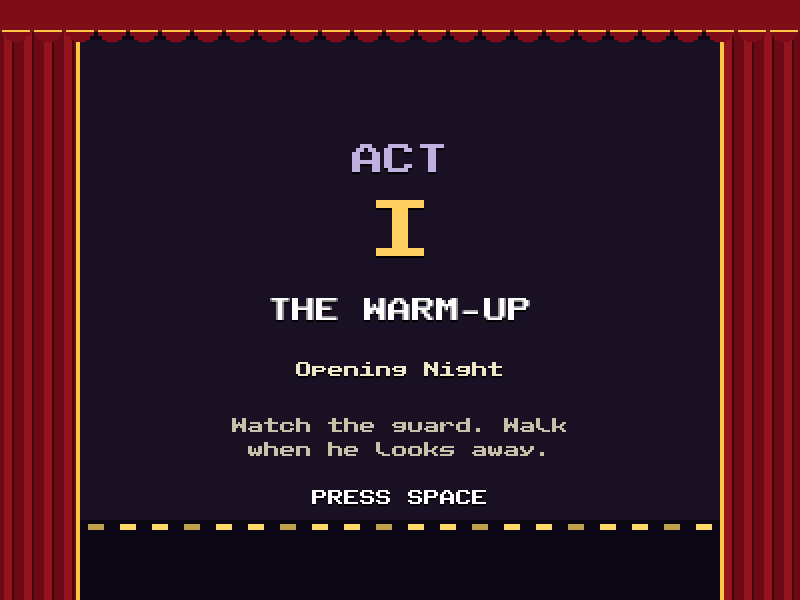 ACT
I
THE WARM-UP
Opening Night
Watch the guard. Walk
when he looks away.
PRESS SPACE